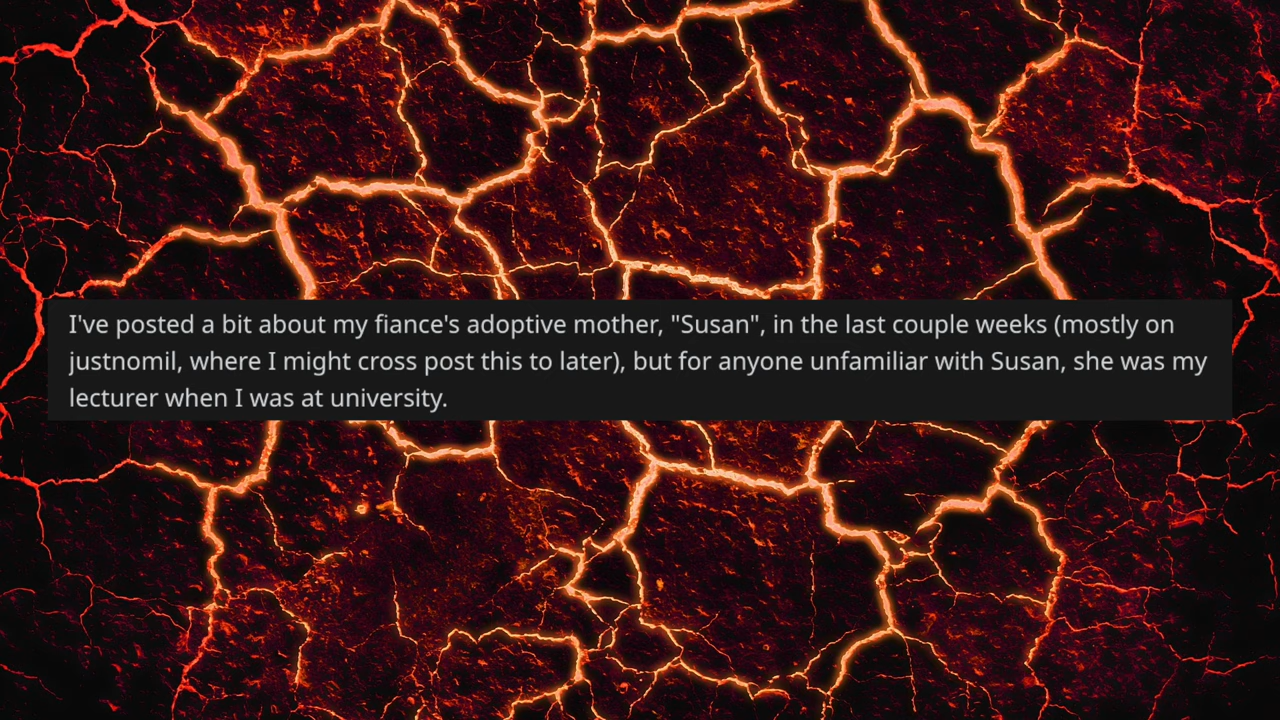 I've posted a bit about my fiance's adoptive mother, "Susan", in the last couple weeks (mostly on
justnomil, where I might cross post this to later), but for anyone unfamiliar with Susan, she was my
lecturer when I was at university.